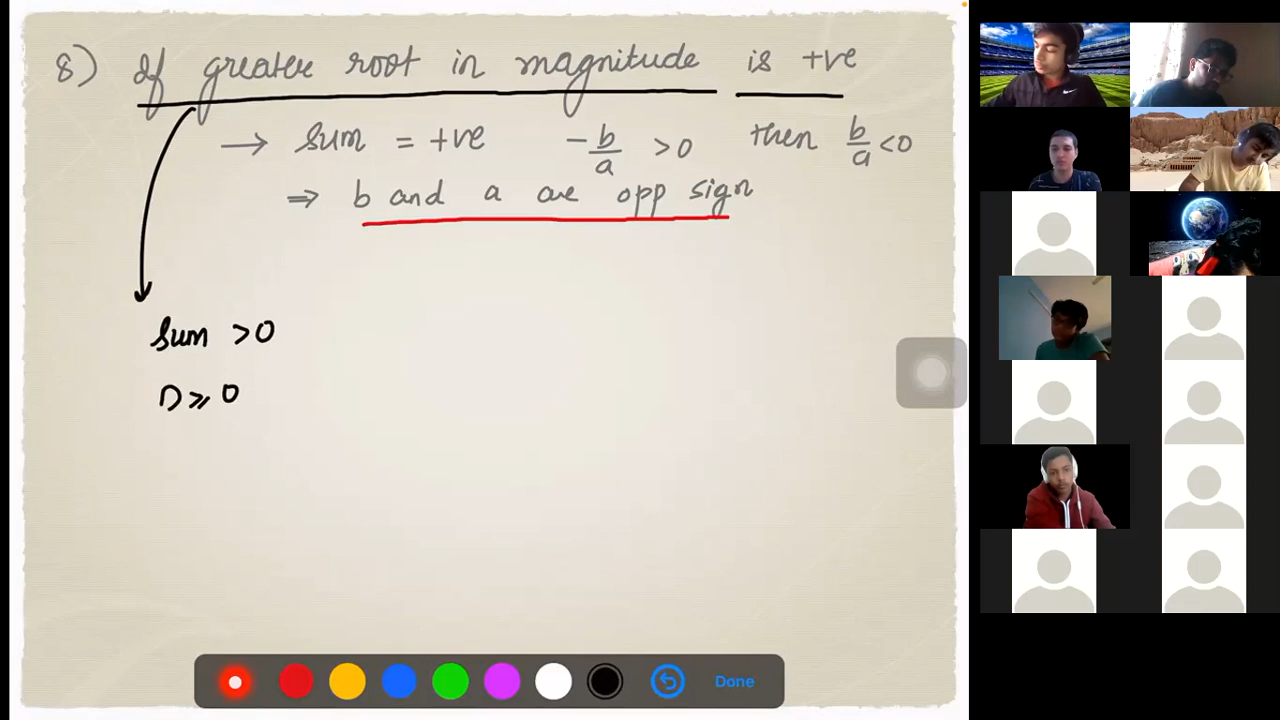 8) If greater root in magnitude is +ve
→ Sum = +ve -b/a >0 then b/a <0
⇒ b and a are opp sign
Sum >0
D ⩾ 0
Done